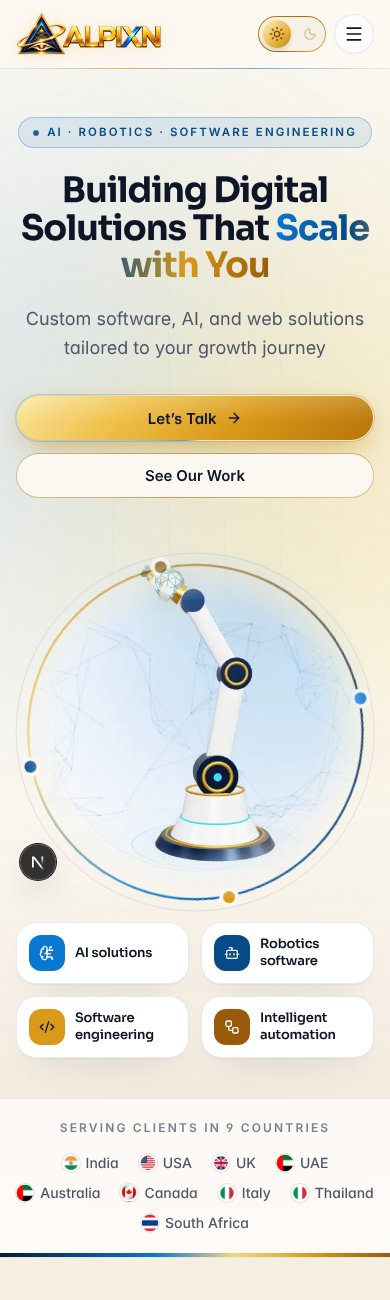 ALPIXN
AI · ROBOTICS · SOFTWARE ENGINEERING
Building Digital
Solutions That Scale
with You
Custom software, AI, and web solutions
tailored to your growth journey
Let's Talk →
See Our Work
N
AI solutions
Robotics
software
Software
engineering
Intelligent
automation
SERVING CLIENTS IN 9 COUNTRIES
India USA UK UAE
Australia Canada Italy Thailand
South Africa